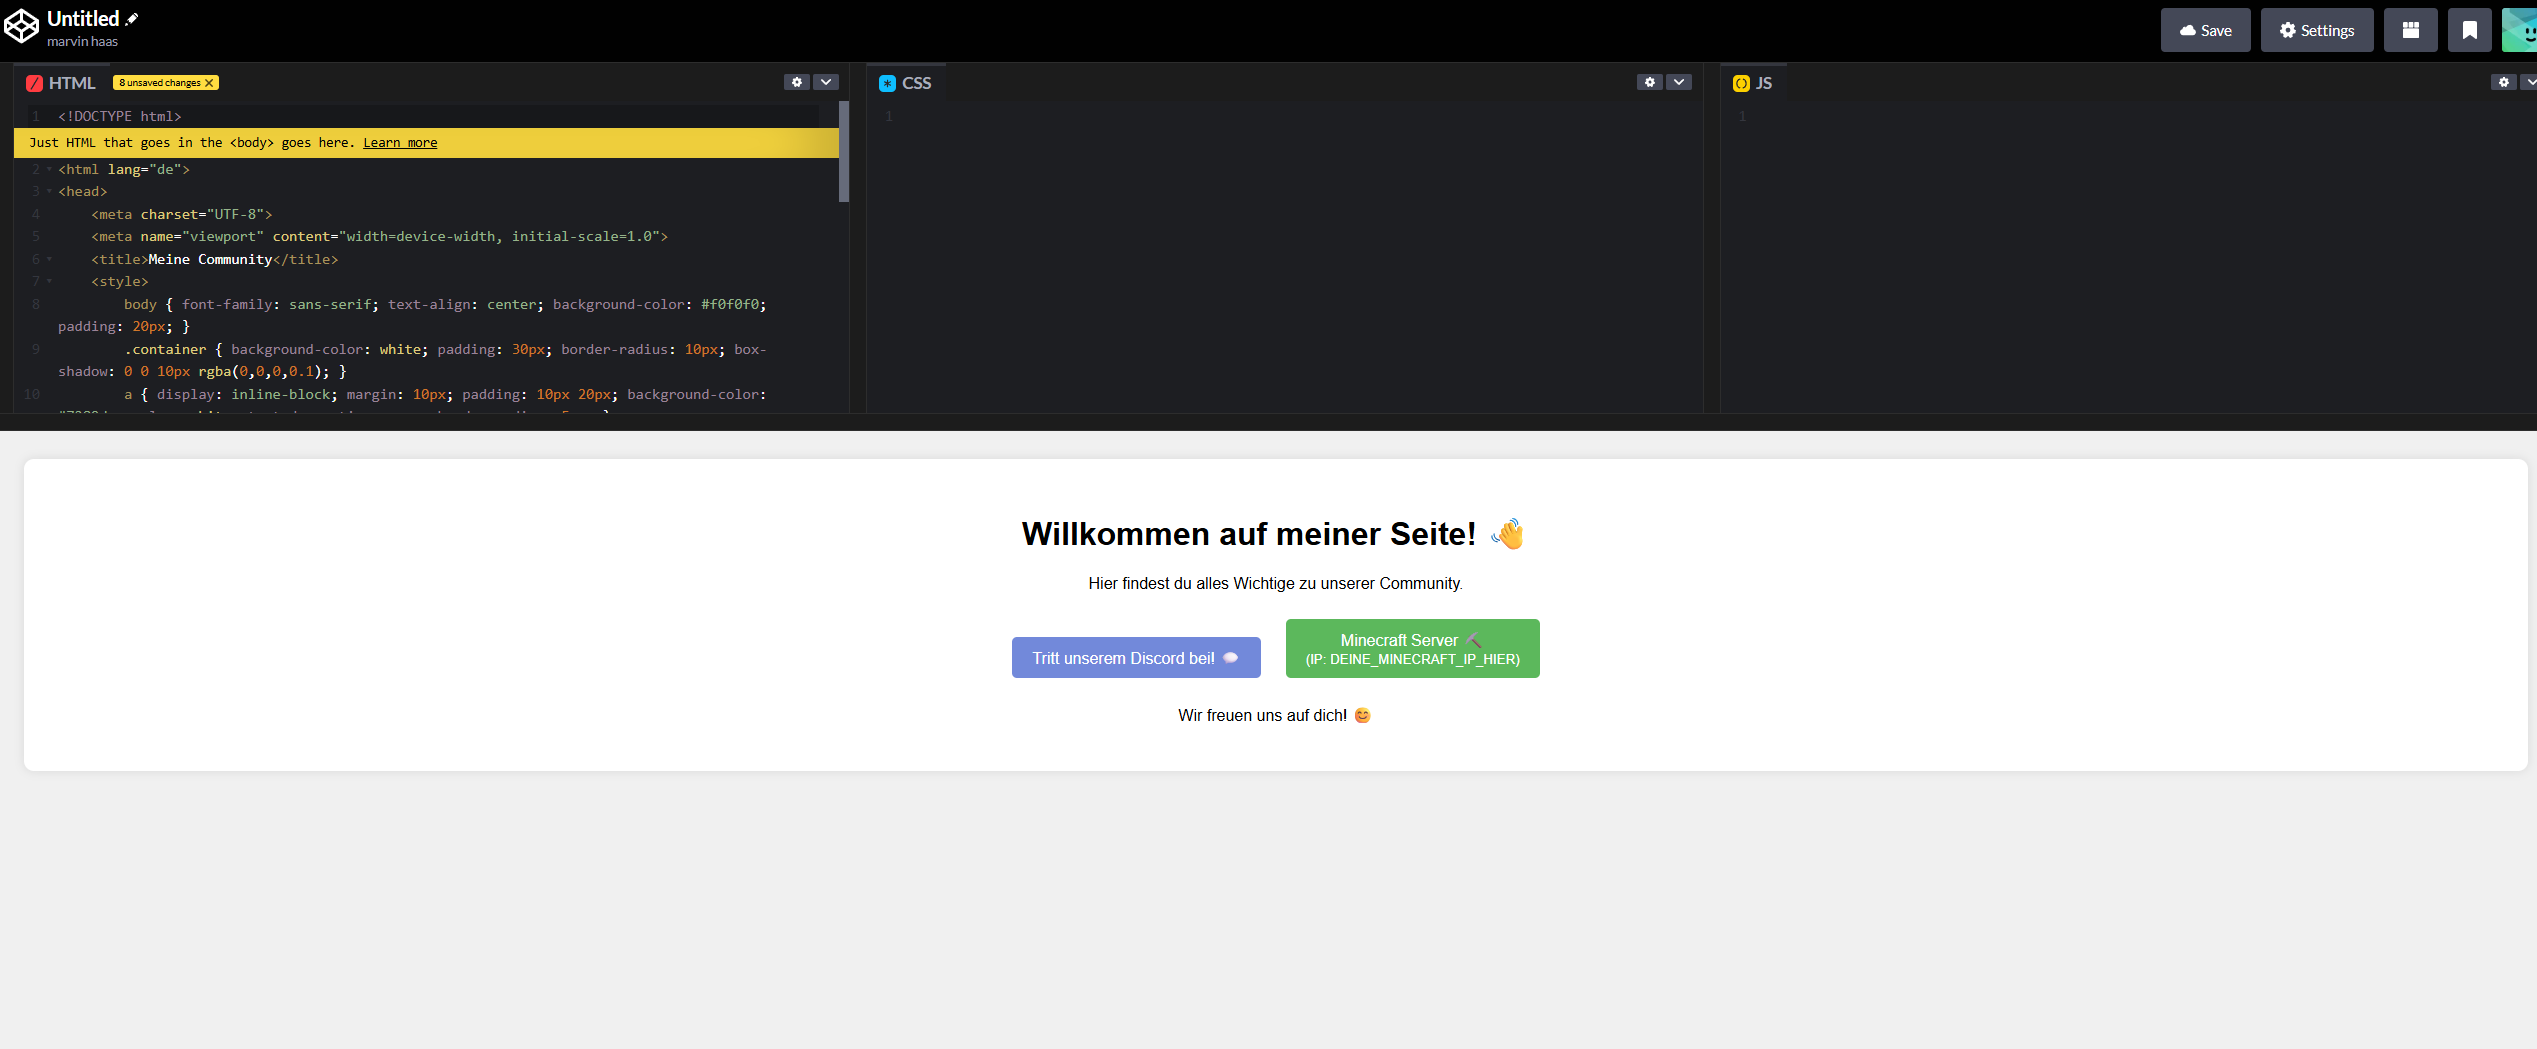 Untitled
marvin haas
Save
Settings
HTML
8 unsaved changes X
CSS
JS
1 <!DOCTYPE html>
Just HTML that goes in the <body> goes here. Learn more
2 <html lang="de">
3 <head>
4 <meta charset="UTF-8">
5 <meta name="viewport" content="width=device-width, initial-scale=1.0">
6 <title>Meine Community</title>
7 <style>
8 body { font-family: sans-serif; text-align: center; background-color: #f0f0f0;
padding: 20px; }
9 .container { background-color: white; padding: 30px; border-radius: 10px; box-
shadow: 0 0 10px rgba(0,0,0,0.1); }
10 a { display: inline-block; margin: 10px; padding: 10px 20px; background-color:
1
1
Willkommen auf meiner Seite! 👋
Hier findest du alles Wichtige zu unserer Community.
Tritt unserem Discord bei! 💬
Minecraft Server ⛏
(IP: DEINE_MINECRAFT_IP_HIER)
Wir freuen uns auf dich! 😊